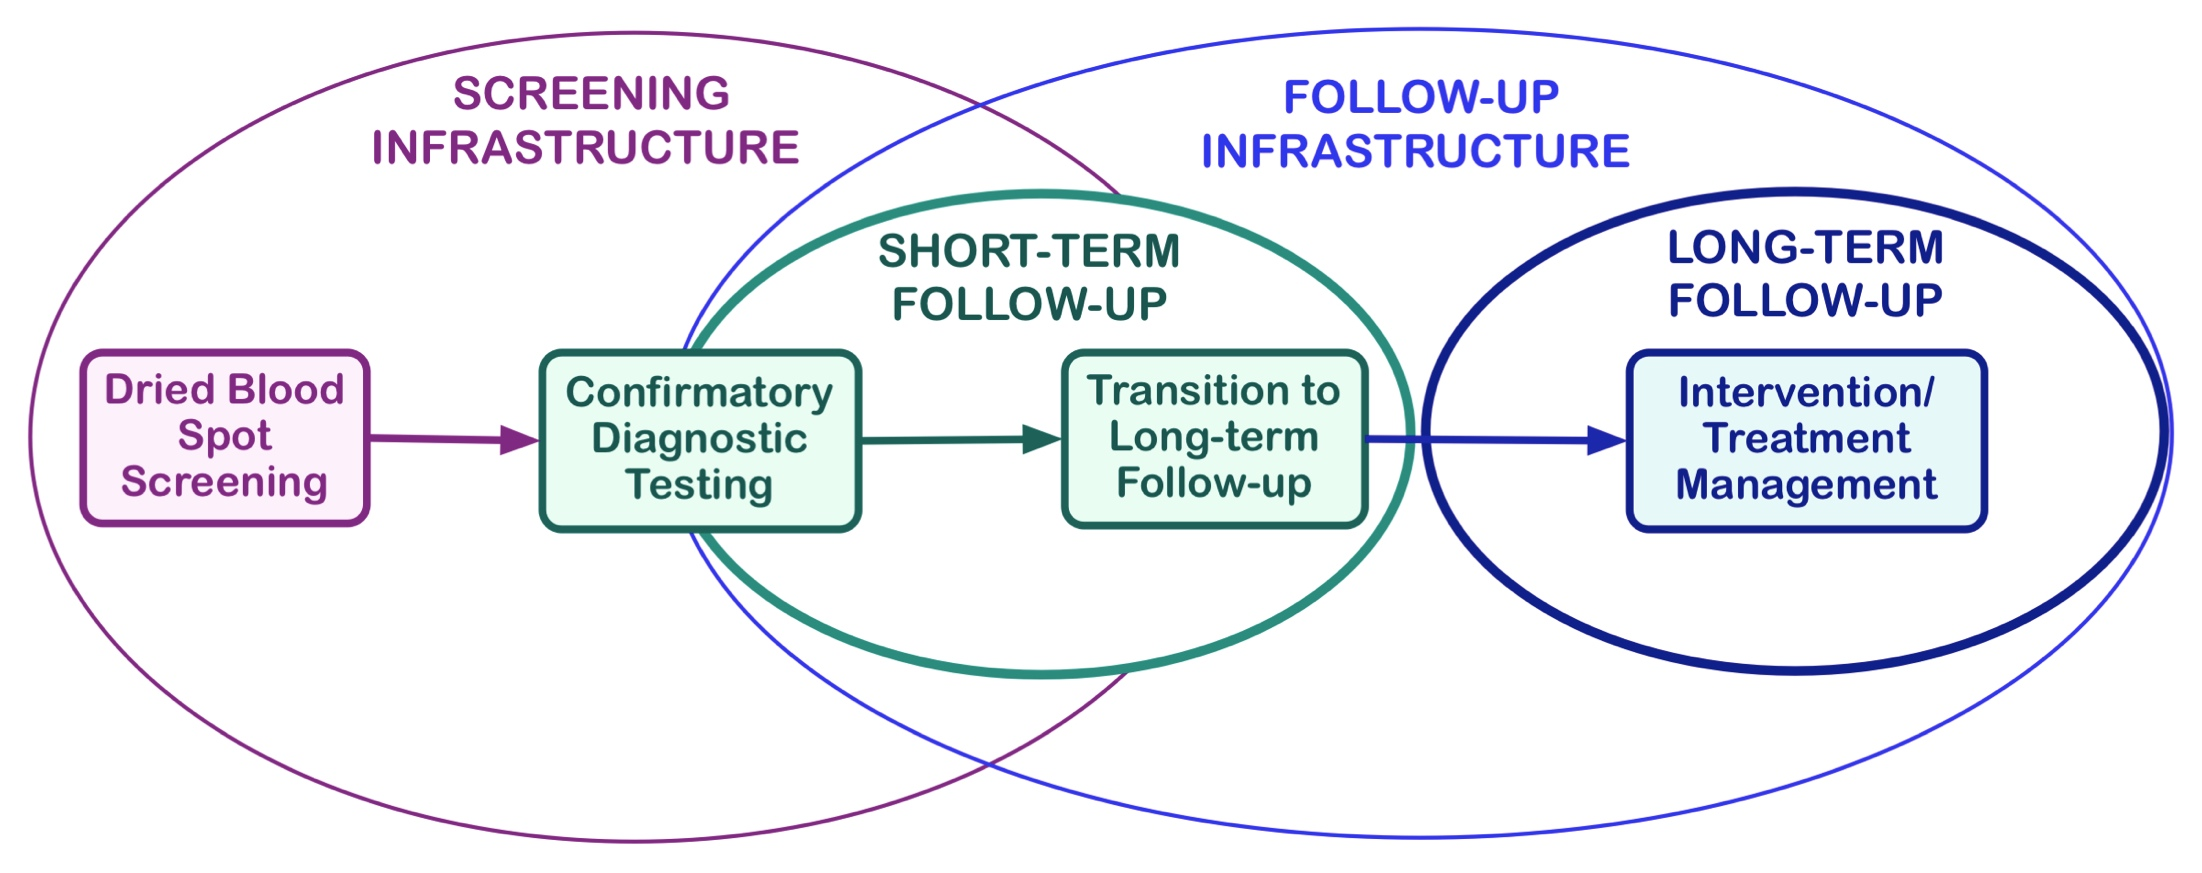 SCREENING
INFRASTRUCTURE
FOLLOW-UP
INFRASTRUCTURE
SHORT-TERM
FOLLOW-UP
LONG-TERM
FOLLOW-UP
Dried Blood
Spot
Screening
Confirmatory
Diagnostic
Testing
Transition to
Long-term
Follow-up
Intervention/
Treatment
Management